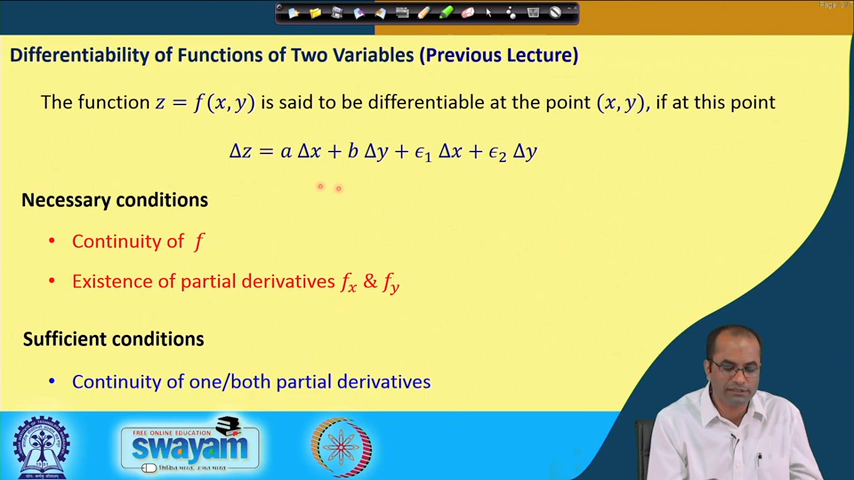 Differentiability of Functions of Two Variables (Previous Lecture)
The function z = f(x, y) is said to be differentiable at the point (x, y), if at this point
Δz = a Δx + b Δy + ϵ₁ Δx + ϵ₂ Δy
Necessary conditions
• Continuity of f
• Existence of partial derivatives fₓ & f_y
Sufficient conditions
• Continuity of one/both partial derivatives
FREE ONLINE EDUCATION
swayam